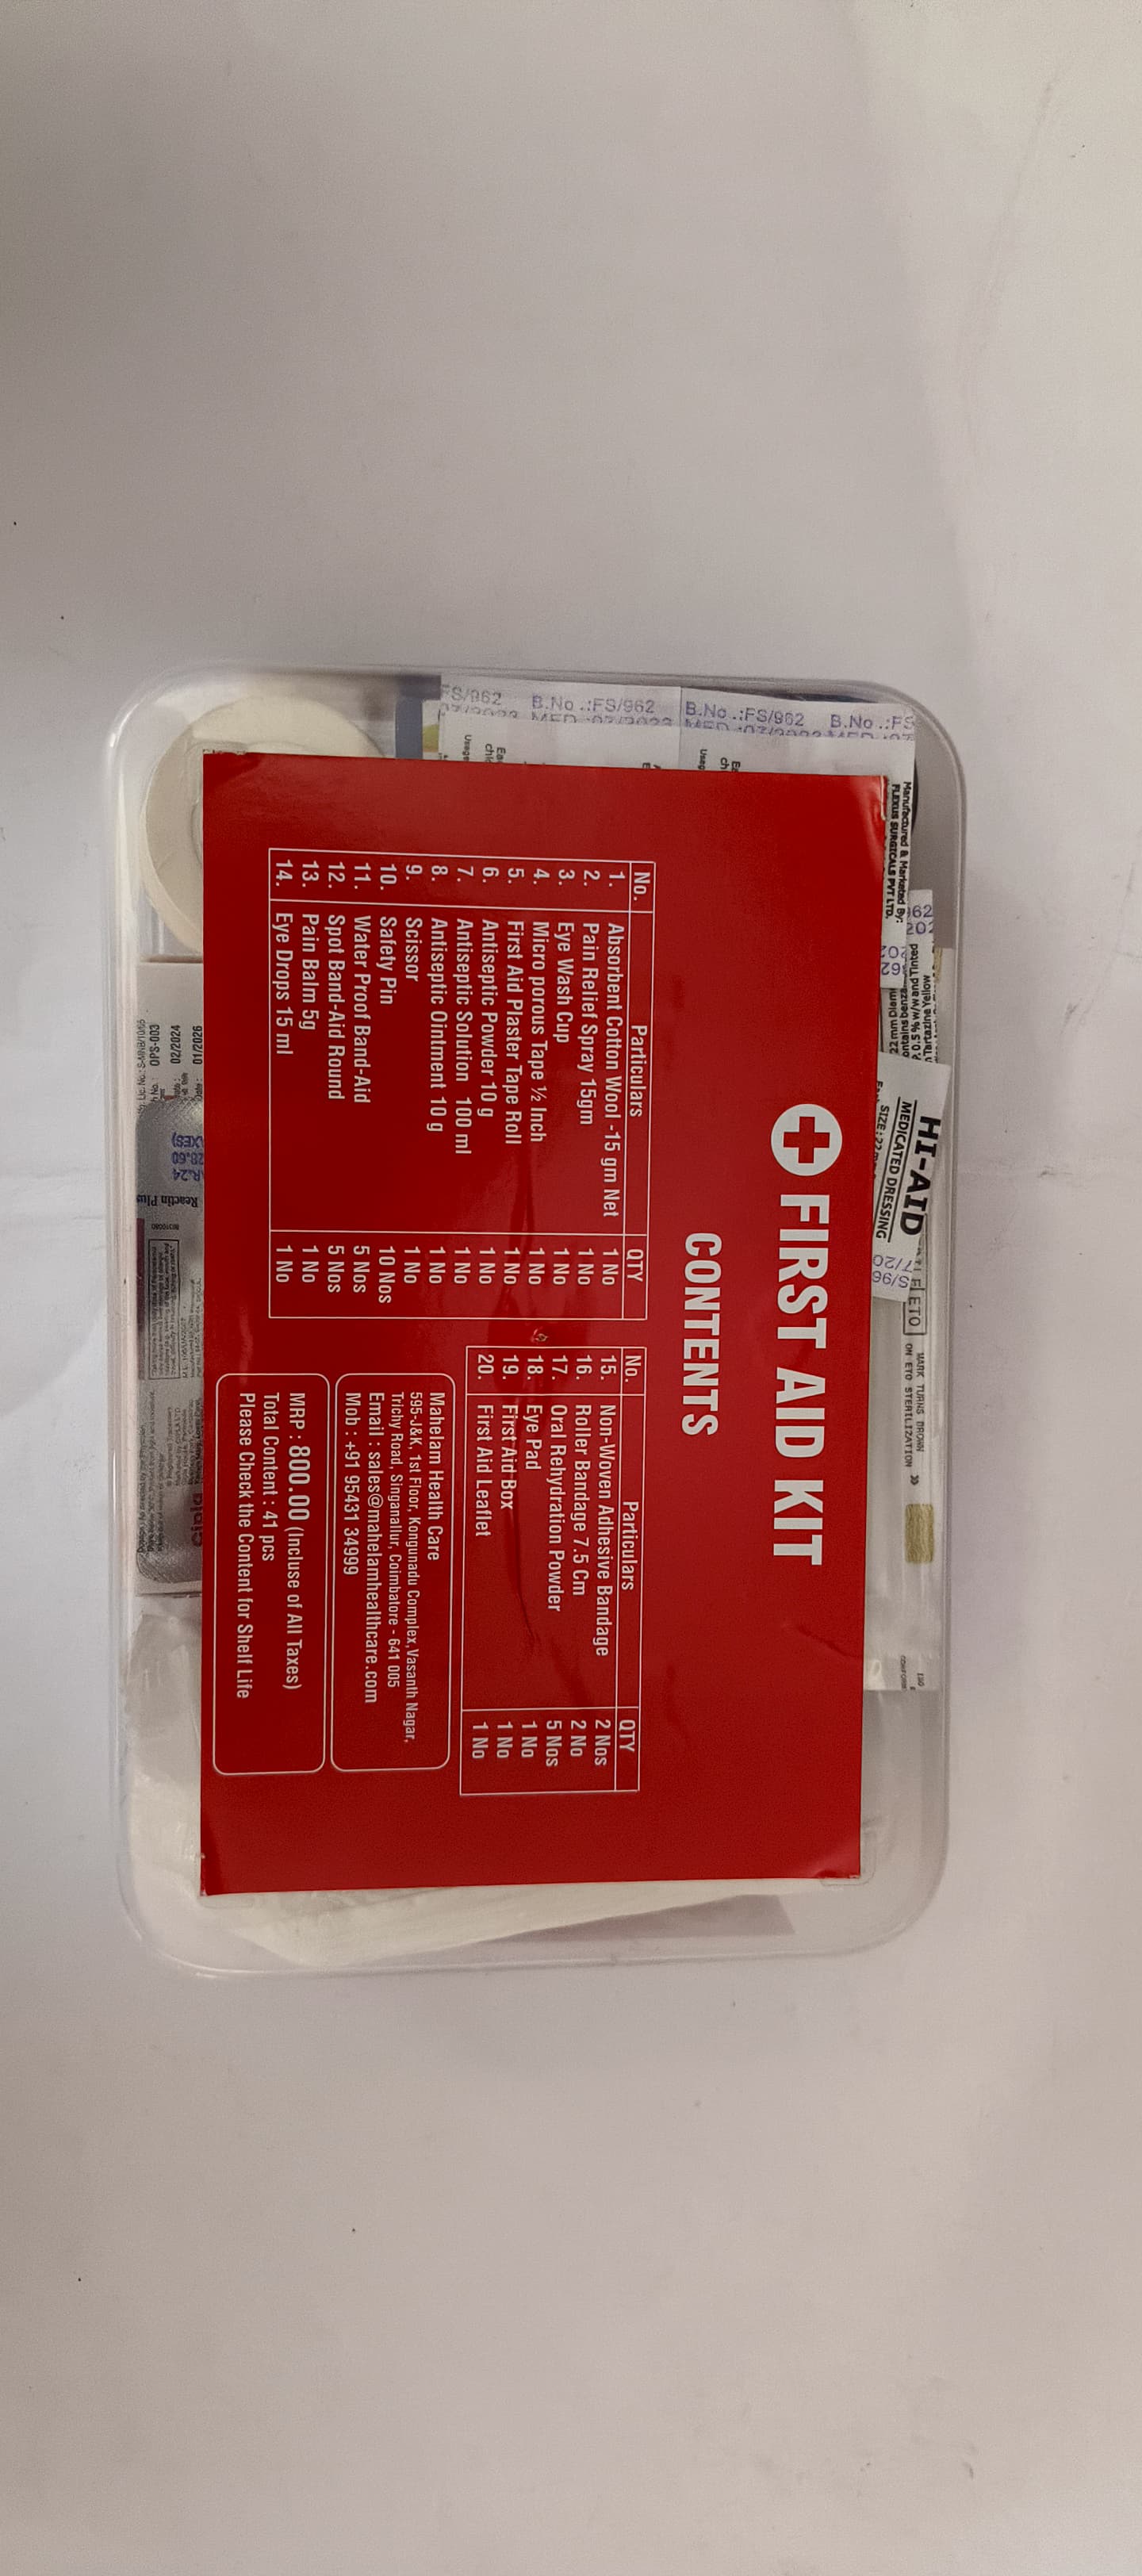 FIRST AID KIT
CONTENTS
No. Particulars QTY
1. Absorbent Cotton Wool -15 gm Net 1 No
2. Pain Relief Spray 15gm 1 No
3. Eye Wash Cup 1 No
4. Micro porous Tape ½ Inch 1 No
5. First Aid Plaster Tape Roll 1 No
6. Antiseptic Powder 10 g 1 No
7. Antiseptic Solution 100 ml 1 No
8. Antiseptic Ointment 10 g 1 No
9. Scissor 1 No
10. Safety Pin 10 Nos
11. Water Proof Band-Aid 5 Nos
12. Spot Band-Aid Round 5 Nos
13. Pain Balm 5g 1 No
14. Eye Drops 15 ml 1 No
No. Particulars QTY
15. Non-Woven Adhesive Bandage 2 Nos
16. Roller Bandage 7.5 Cm 2 No
17. Oral Rehydration Powder 5 Nos
18. Eye Pad 1 No
19. First Aid Box 1 No
20. First Aid Leaflet 1 No
Mahelam Health Care
595-J&K, 1st Floor, Kongunadu Complex,Vasanth Nagar,
Trichy Road, Singanallur, Coimbatore - 641 005
Email : sales@mahelamhealthcare.com
Mob : +91 95431 34999
MRP : 800.00 (Incluse of All Taxes)
Total Content : 41 pcs
Please Check the Content for Shelf Life
Manufactured & Marketed By:
FLEXUS SURGICALS PVT LTD.
HI-AID
MEDICATED DRESSING
ETO
MARK TURNS BROWN
ON ETO STERILIZATION
FS/962 B.No.:FS/962 B.No.:FS/962 B.No.:FS
01/2026
02/2024
OPS-003
Reactin Plus